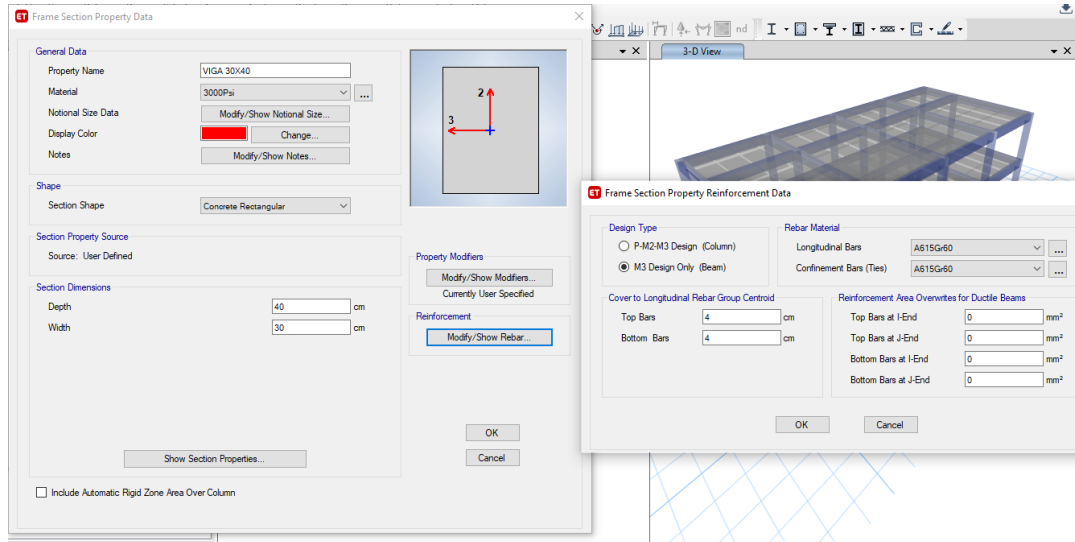 ET Frame Section Property Data
General Data
Property Name VIGA 30X40
Material 3000Psi ...
Notional Size Data Modify/Show Notional Size...
Display Color Change...
Notes Modify/Show Notes...
Shape
Section Shape Concrete Rectangular
Section Property Source
Source: User Defined
Section Dimensions
Depth 40 cm
Width 30 cm
Show Section Properties...
Include Automatic Rigid Zone Area Over Column
2
3
Property Modifiers
Modify/Show Modifiers...
Currently User Specified
Reinforcement
Modify/Show Rebar...
OK
Cancel
nd
3-D View
ET Frame Section Property Reinforcement Data
Design Type
P-M2-M3 Design (Column)
M3 Design Only (Beam)
Rebar Material
Longitudinal Bars A615Gr60 ...
Confinement Bars (Ties) A615Gr60 ...
Cover to Longitudinal Rebar Group Centroid
Top Bars 4 cm
Bottom Bars 4 cm
Reinforcement Area Overwrites for Ductile Beams
Top Bars at I-End 0 mm²
Top Bars at J-End 0 mm²
Bottom Bars at I-End 0 mm²
Bottom Bars at J-End 0 mm²
OK
Cancel